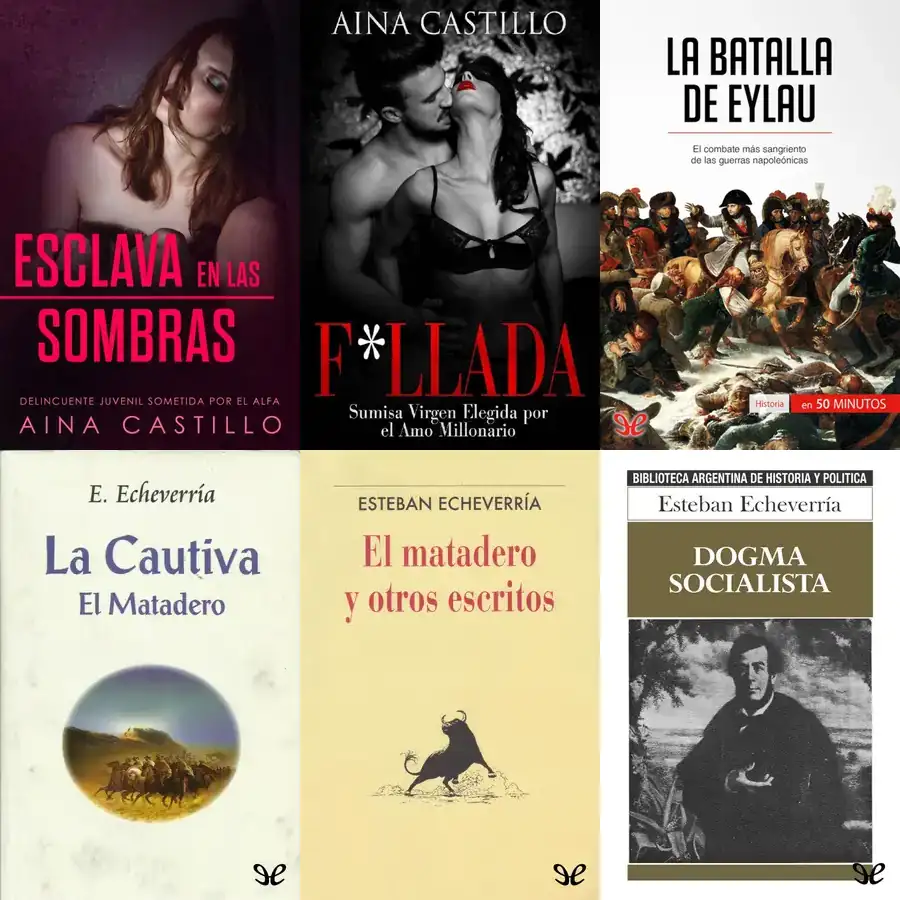 ESCLAVA EN LAS
SOMBRAS
DELINCUENTE JUVENIL SOMETIDA POR EL ALFA
AINA CASTILLO
AINA CASTILLO
F*LLADA
Sumisa Virgen Elegida por
el Amo Millonario
LA BATALLA
DE EYLAU
El combate más sangriento
de las guerras napoleónicas
Historia en 50 MINUTOS
E. Echeverría
La Cautiva
El Matadero
ESTEBAN ECHEVERRÍA
El matadero
y otros escritos
BIBLIOTECA ARGENTINA DE HISTORIA Y POLITICA
Esteban Echeverría
DOGMA
SOCIALISTA